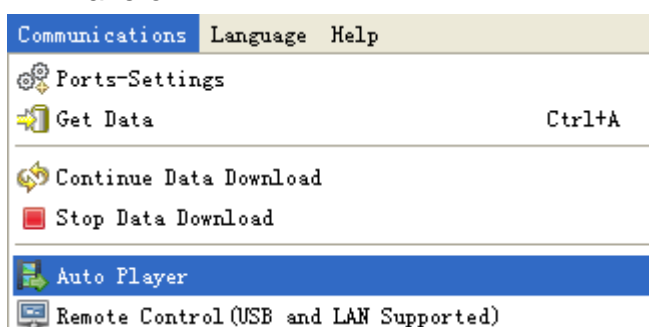 Communications Language Help
Ports-Settings
Get Data Ctrl+A
Continue Data Download
Stop Data Download
Auto Player
Remote Control(USB and LAN Supported)